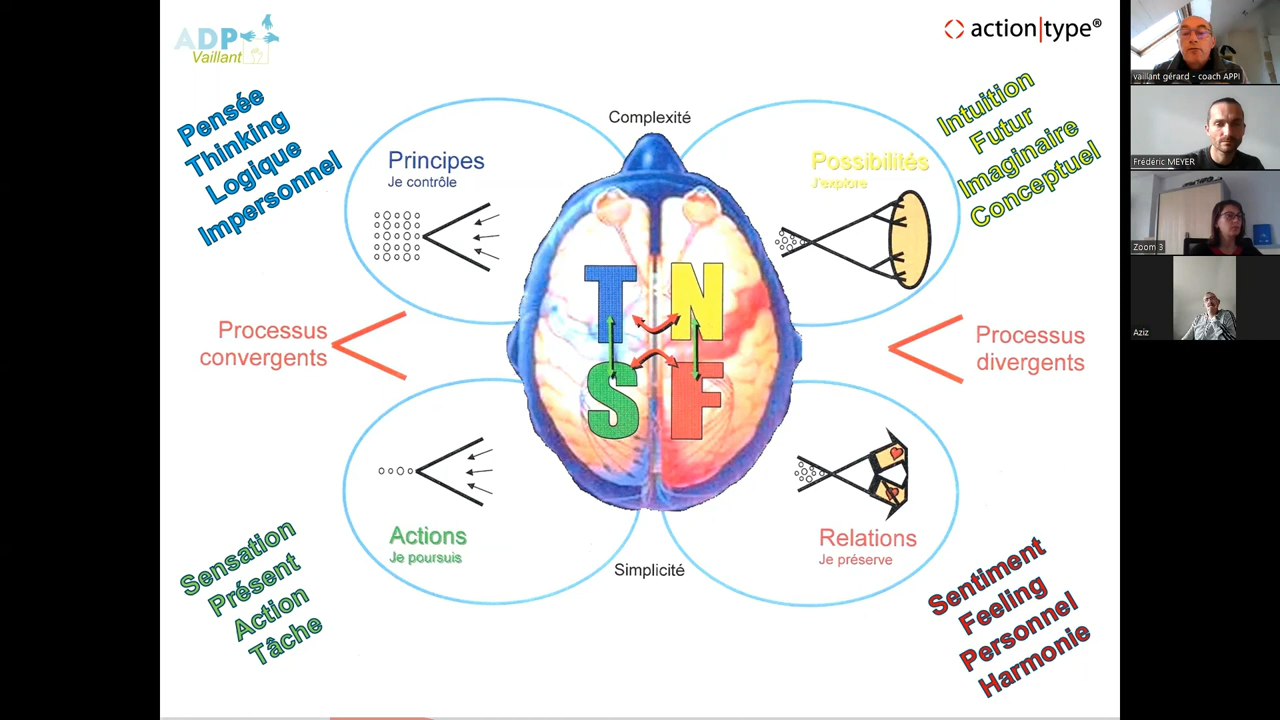 ADP
Vaillant
action|type®
Pensée
Thinking
Logique
Impersonnel
Complexité
Intuition
Futur
Imaginaire
Conceptuel
Principes
Je contrôle
Possibilités
J'explore
T N
S F
Processus
convergents
Processus
divergents
Actions
Je poursuis
Relations
Je préserve
Simplicité
Sensation
Présent
Action
Tâche
Sentiment
Feeling
Personnel
Harmonie
vaillant gérard - coach APPI
Frédéric MEYER
Zoom 3
Aziz